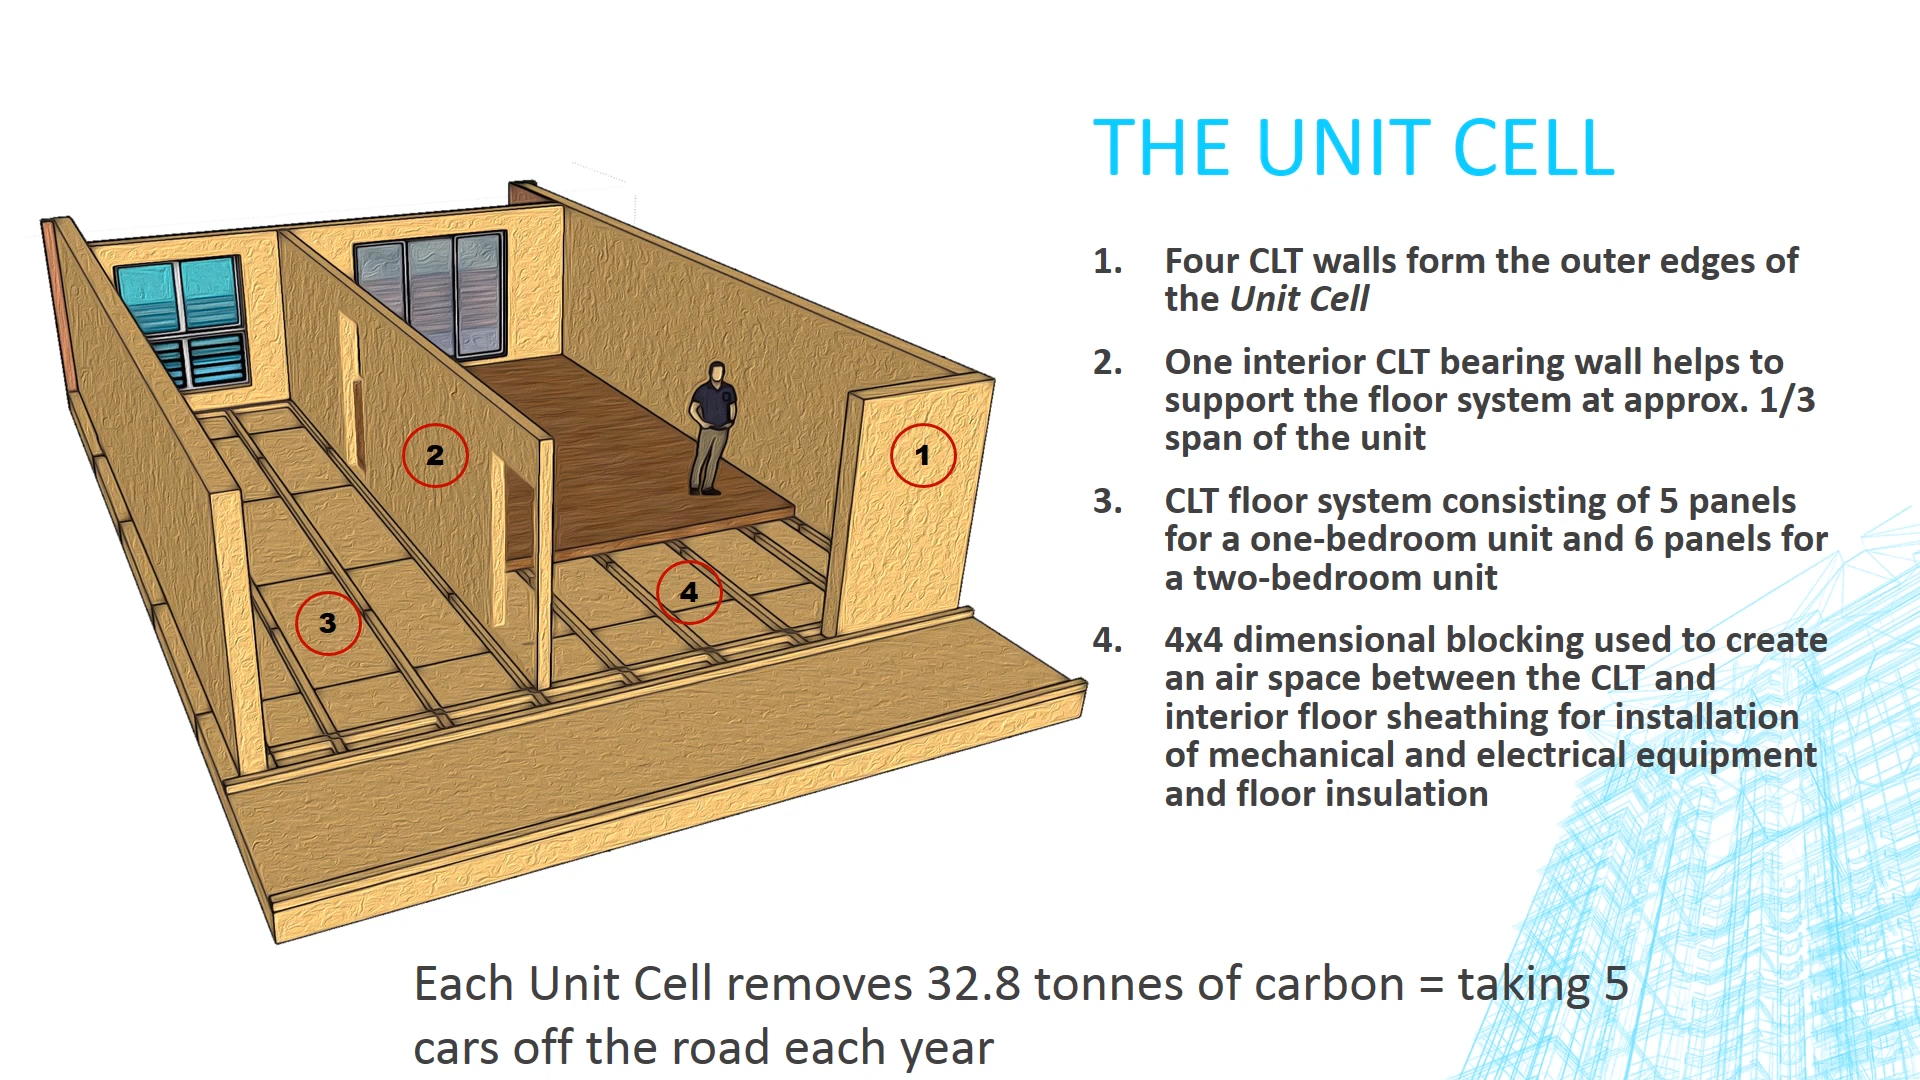 THE UNIT CELL
1. Four CLT walls form the outer edges of
the Unit Cell
2. One interior CLT bearing wall helps to
support the floor system at approx. 1/3
span of the unit
3. CLT floor system consisting of 5 panels
for a one-bedroom unit and 6 panels for
a two-bedroom unit
4. 4x4 dimensional blocking used to create
an air space between the CLT and
interior floor sheathing for installation
of mechanical and electrical equipment
and floor insulation
2
1
4
3
Each Unit Cell removes 32.8 tonnes of carbon = taking 5
cars off the road each year